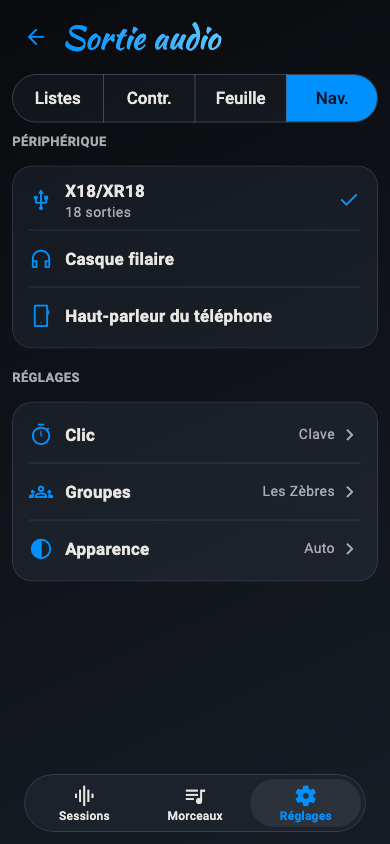 Sortie audio
Listes
Contr.
Feuille
Nav.
PÉRIPHÉRIQUE
X18/XR18
18 sorties
Casque filaire
Haut-parleur du téléphone
RÉGLAGES
Clic Clave
Groupes Les Zèbres
Apparence Auto
Sessions
Morceaux
Réglages